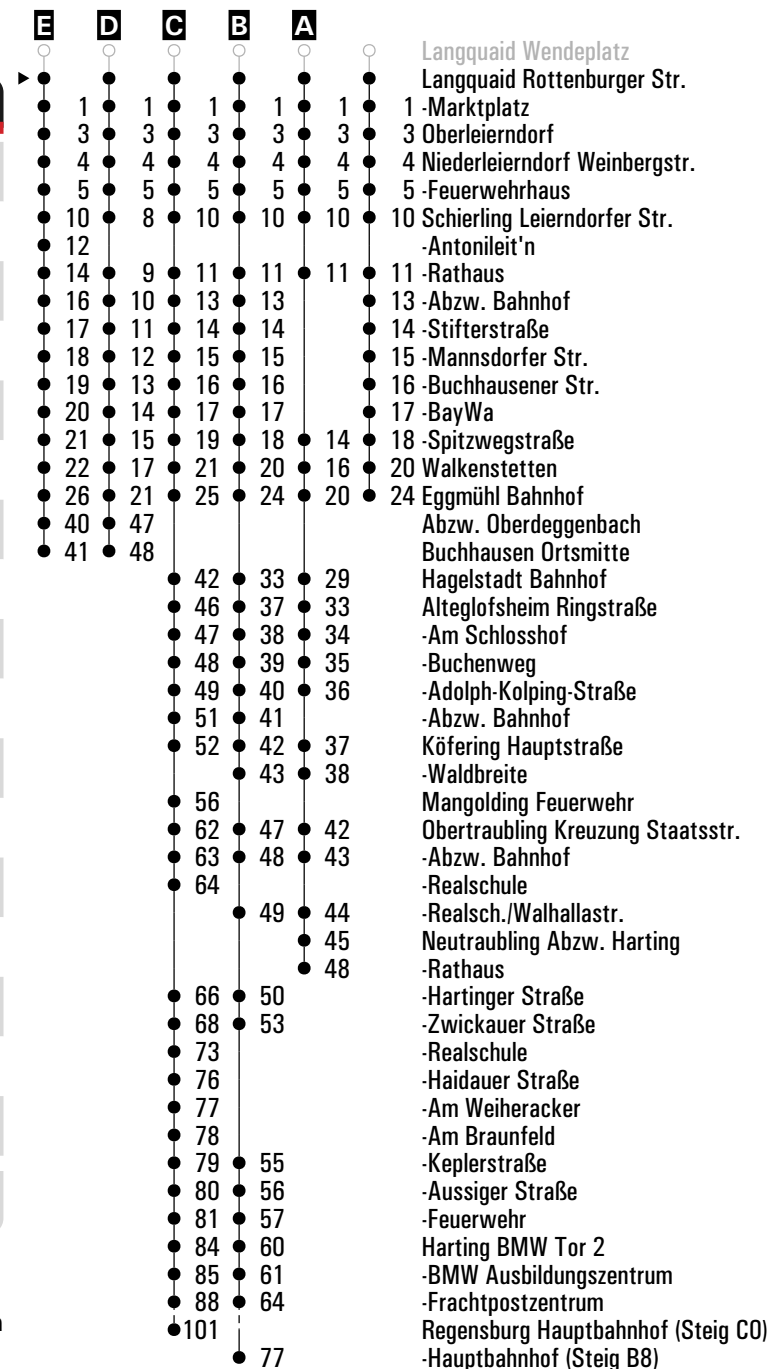 E D C B A
Langquaid Wendeplatz
Langquaid Rottenburger Str.
1 1 1 1 1 1 -Marktplatz
3 3 3 3 3 3 Oberleierndorf
4 4 4 4 4 4 Niederleierndorf Weinbergstr.
5 5 5 5 5 5 -Feuerwehrhaus
10 8 10 10 10 10 Schierling Leierndorfer Str.
12 -Antonileit'n
14 9 11 11 11 11 -Rathaus
16 10 13 13 13 -Abzw. Bahnhof
17 11 14 14 14 -Stifterstraße
18 12 15 15 15 -Mannsdorfer Str.
19 13 16 16 16 -Buchhausener Str.
20 14 17 17 17 -BayWa
21 15 19 18 14 18 -Spitzwegstraße
22 17 21 20 16 20 Walkenstetten
26 21 25 24 20 24 Eggmühl Bahnhof
40 47 Abzw. Oberdeggenbach
41 48 Buchhausen Ortsmitte
42 33 29 Hagelstadt Bahnhof
46 37 33 Alteglofsheim Ringstraße
47 38 34 -Am Schlosshof
48 39 35 -Buchenweg
49 40 36 -Adolph-Kolping-Straße
51 41 -Abzw. Bahnhof
52 42 37 Köfering Hauptstraße
43 38 -Waldbreite
56 Mangolding Feuerwehr
62 47 42 Obertraubling Kreuzung Staatsstr.
63 48 43 -Abzw. Bahnhof
64 -Realschule
49 44 -Realsch./Walhallastr.
45 Neutraubling Abzw. Harting
48 -Rathaus
66 50 -Hartinger Straße
68 53 -Zwickauer Straße
73 -Realschule
76 -Haidauer Straße
77 -Am Weiheracker
78 -Am Braunfeld
79 55 -Keplerstraße
80 56 -Aussiger Straße
81 57 -Feuerwehr
84 60 Harting BMW Tor 2
85 61 -BMW Ausbildungszentrum
88 64 -Frachtpostzentrum
101 Regensburg Hauptbahnhof (Steig C0)
77 -Hauptbahnhof (Steig B8)